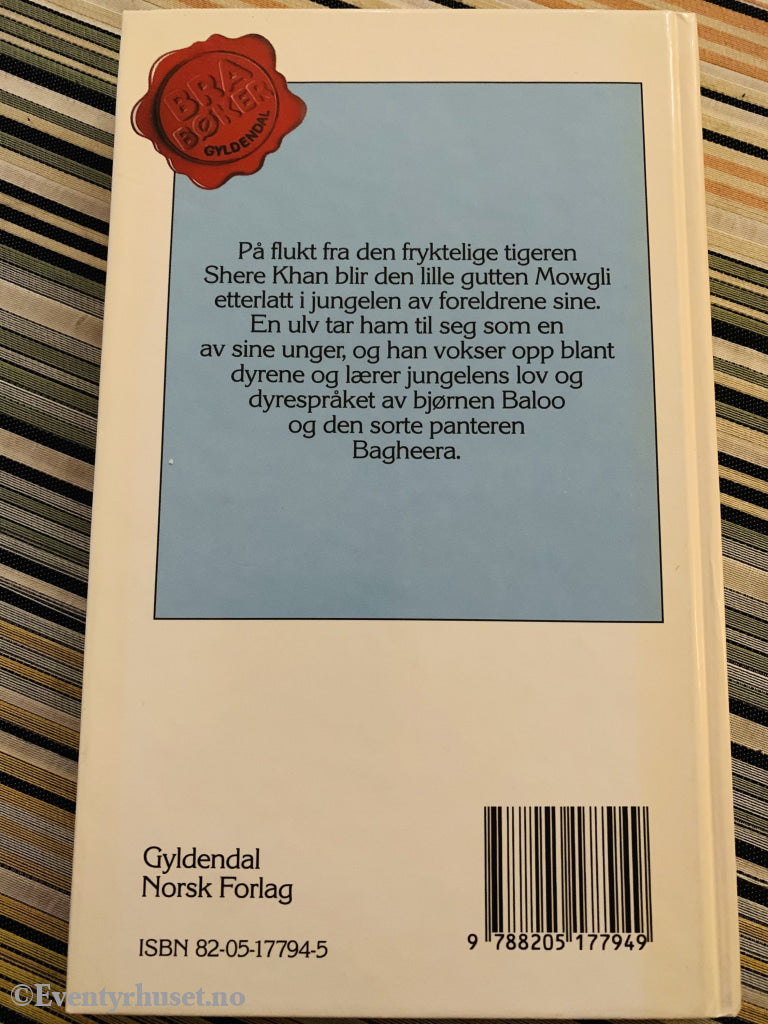 BRA
BØKER
GYLDENDAL
På flukt fra den fryktelige tigeren
Shere Khan blir den lille gutten Mowgli
etterlatt i jungelen av foreldrene sine.
En ulv tar ham til seg som en
av sine unger, og han vokser opp blant
dyrene og lærer jungelens lov og
dyrespråket av bjørnen Baloo
og den sorte panteren
Bagheera.
Gyldendal
Norsk Forlag
ISBN 82-05-17794-5
9 788205 177949
©Eventyrhuset.no